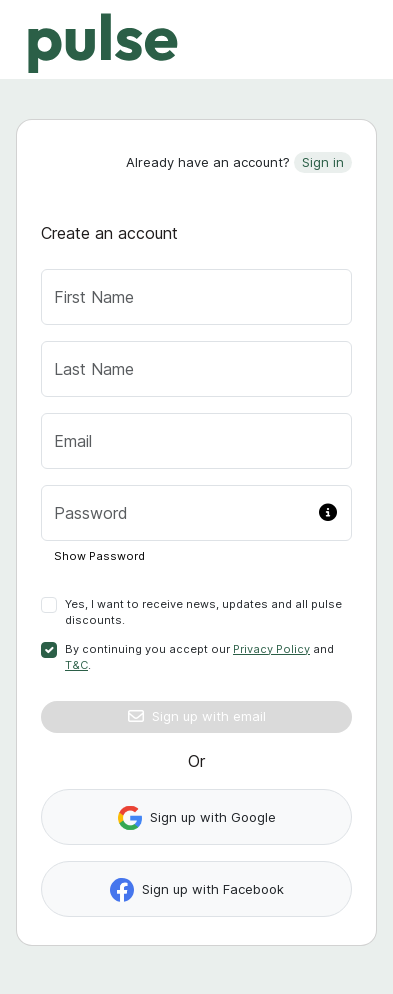 pulse
Already have an account? Sign in
Create an account
First Name
Last Name
Email
Password
Show Password
Yes, I want to receive news, updates and all pulse
discounts.
By continuing you accept our Privacy Policy and
T&C.
Sign up with email
Or
Sign up with Google
Sign up with Facebook